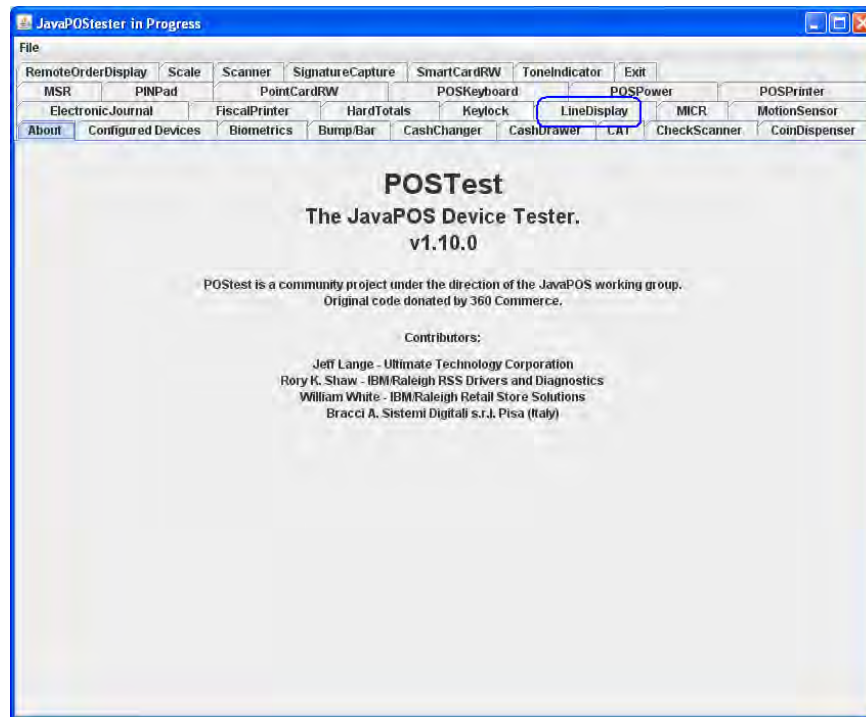 JavaPOStester in Progress
File
RemoteOrderDisplay Scale Scanner SignatureCapture SmartCardRW ToneIndicator Exit
MSR PINPad PointCardRW POSKeyboard POSPower POSPrinter
ElectronicJournal FiscalPrinter HardTotals Keylock LineDisplay MICR MotionSensor
About Configured Devices Biometrics Bump/Bar CashChanger CashDrawer CAT CheckScanner CoinDispenser
POSTest
The JavaPOS Device Tester.
v1.10.0
POStest is a community project under the direction of the JavaPOS working group.
Original code donated by 360 Commerce.
Contributors:
Jeff Lange - Ultimate Technology Corporation
Rory K. Shaw - IBM/Raleigh RSS Drivers and Diagnostics
William White - IBM/Raleigh Retail Store Solutions
Bracci A. Sistemi Digitali s.r.l. Pisa (Italy)